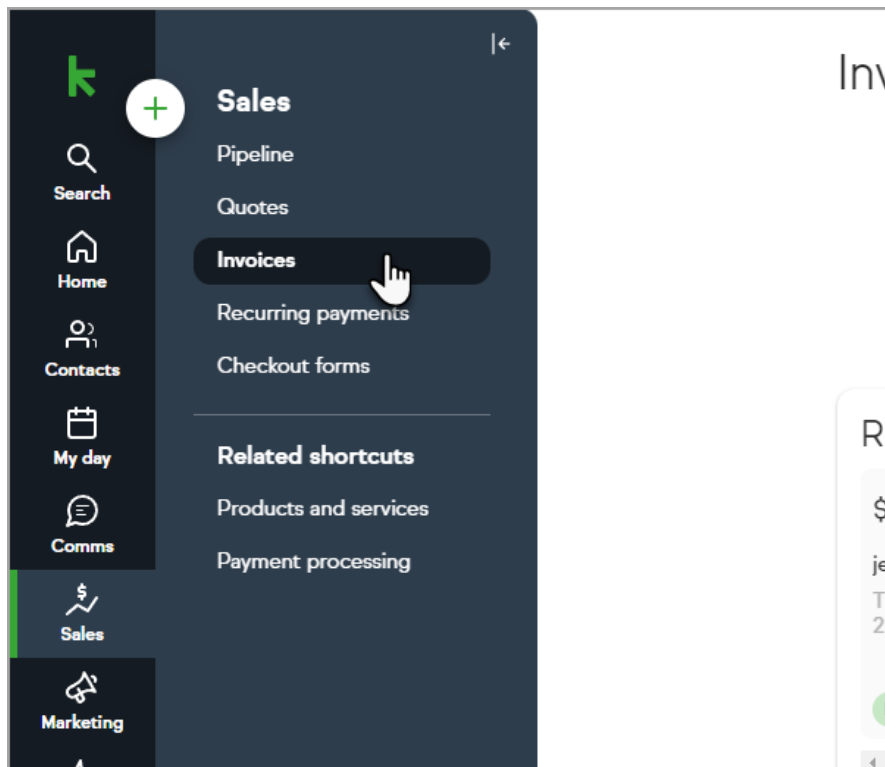 Search
Home
Contacts
My day
Comms
Sales
Marketing
Sales
Pipeline
Quotes
Invoices
Recurring payments
Checkout forms
Related shortcuts
Products and services
Payment processing
$